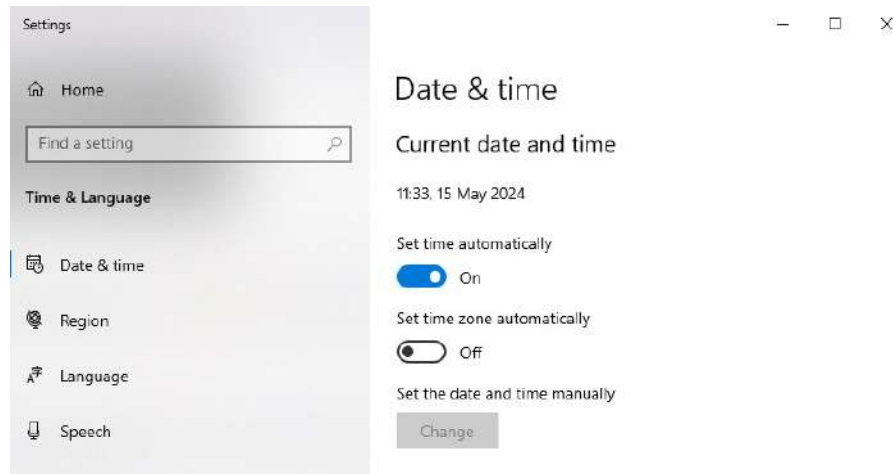 Settings
Home
Find a setting
Time & Language
Date & time
Region
Language
Speech
Date & time
Current date and time
11:33, 15 May 2024
Set time automatically
On
Set time zone automatically
Off
Set the date and time manually
Change